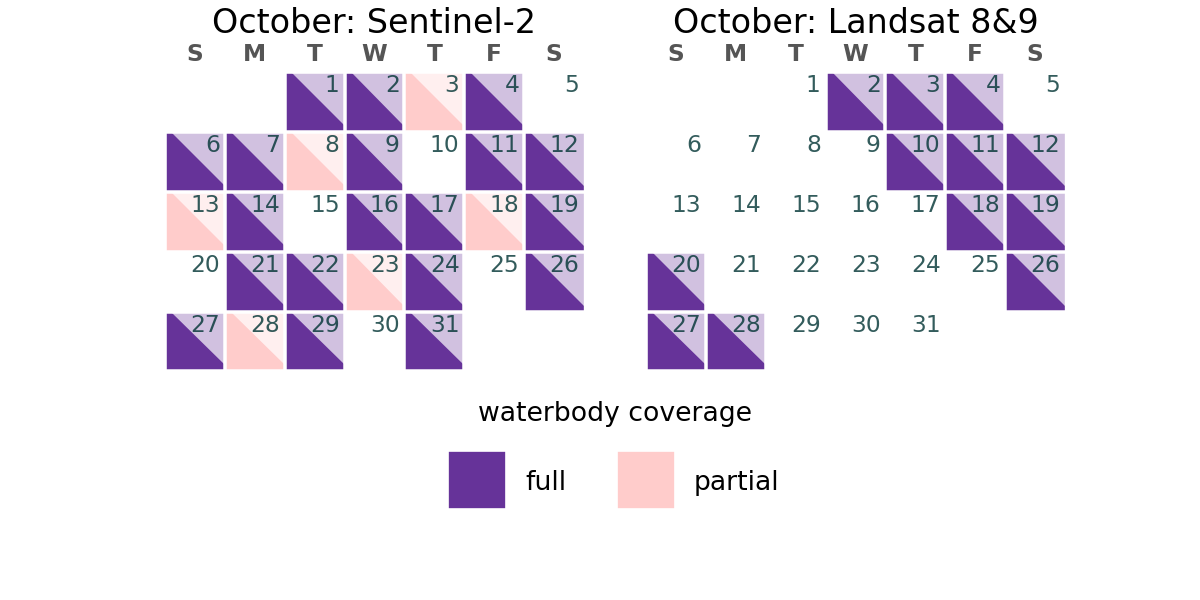 October: Sentinel-2
S M T W T F S
1 2 3 4 5
6 7 8 9 10 11 12
13 14 15 16 17 18 19
20 21 22 23 24 25 26
27 28 29 30 31
October: Landsat 8&9
S M T W T F S
1 2 3 4 5
6 7 8 9 10 11 12
13 14 15 16 17 18 19
20 21 22 23 24 25 26
27 28 29 30 31
waterbody coverage
full partial